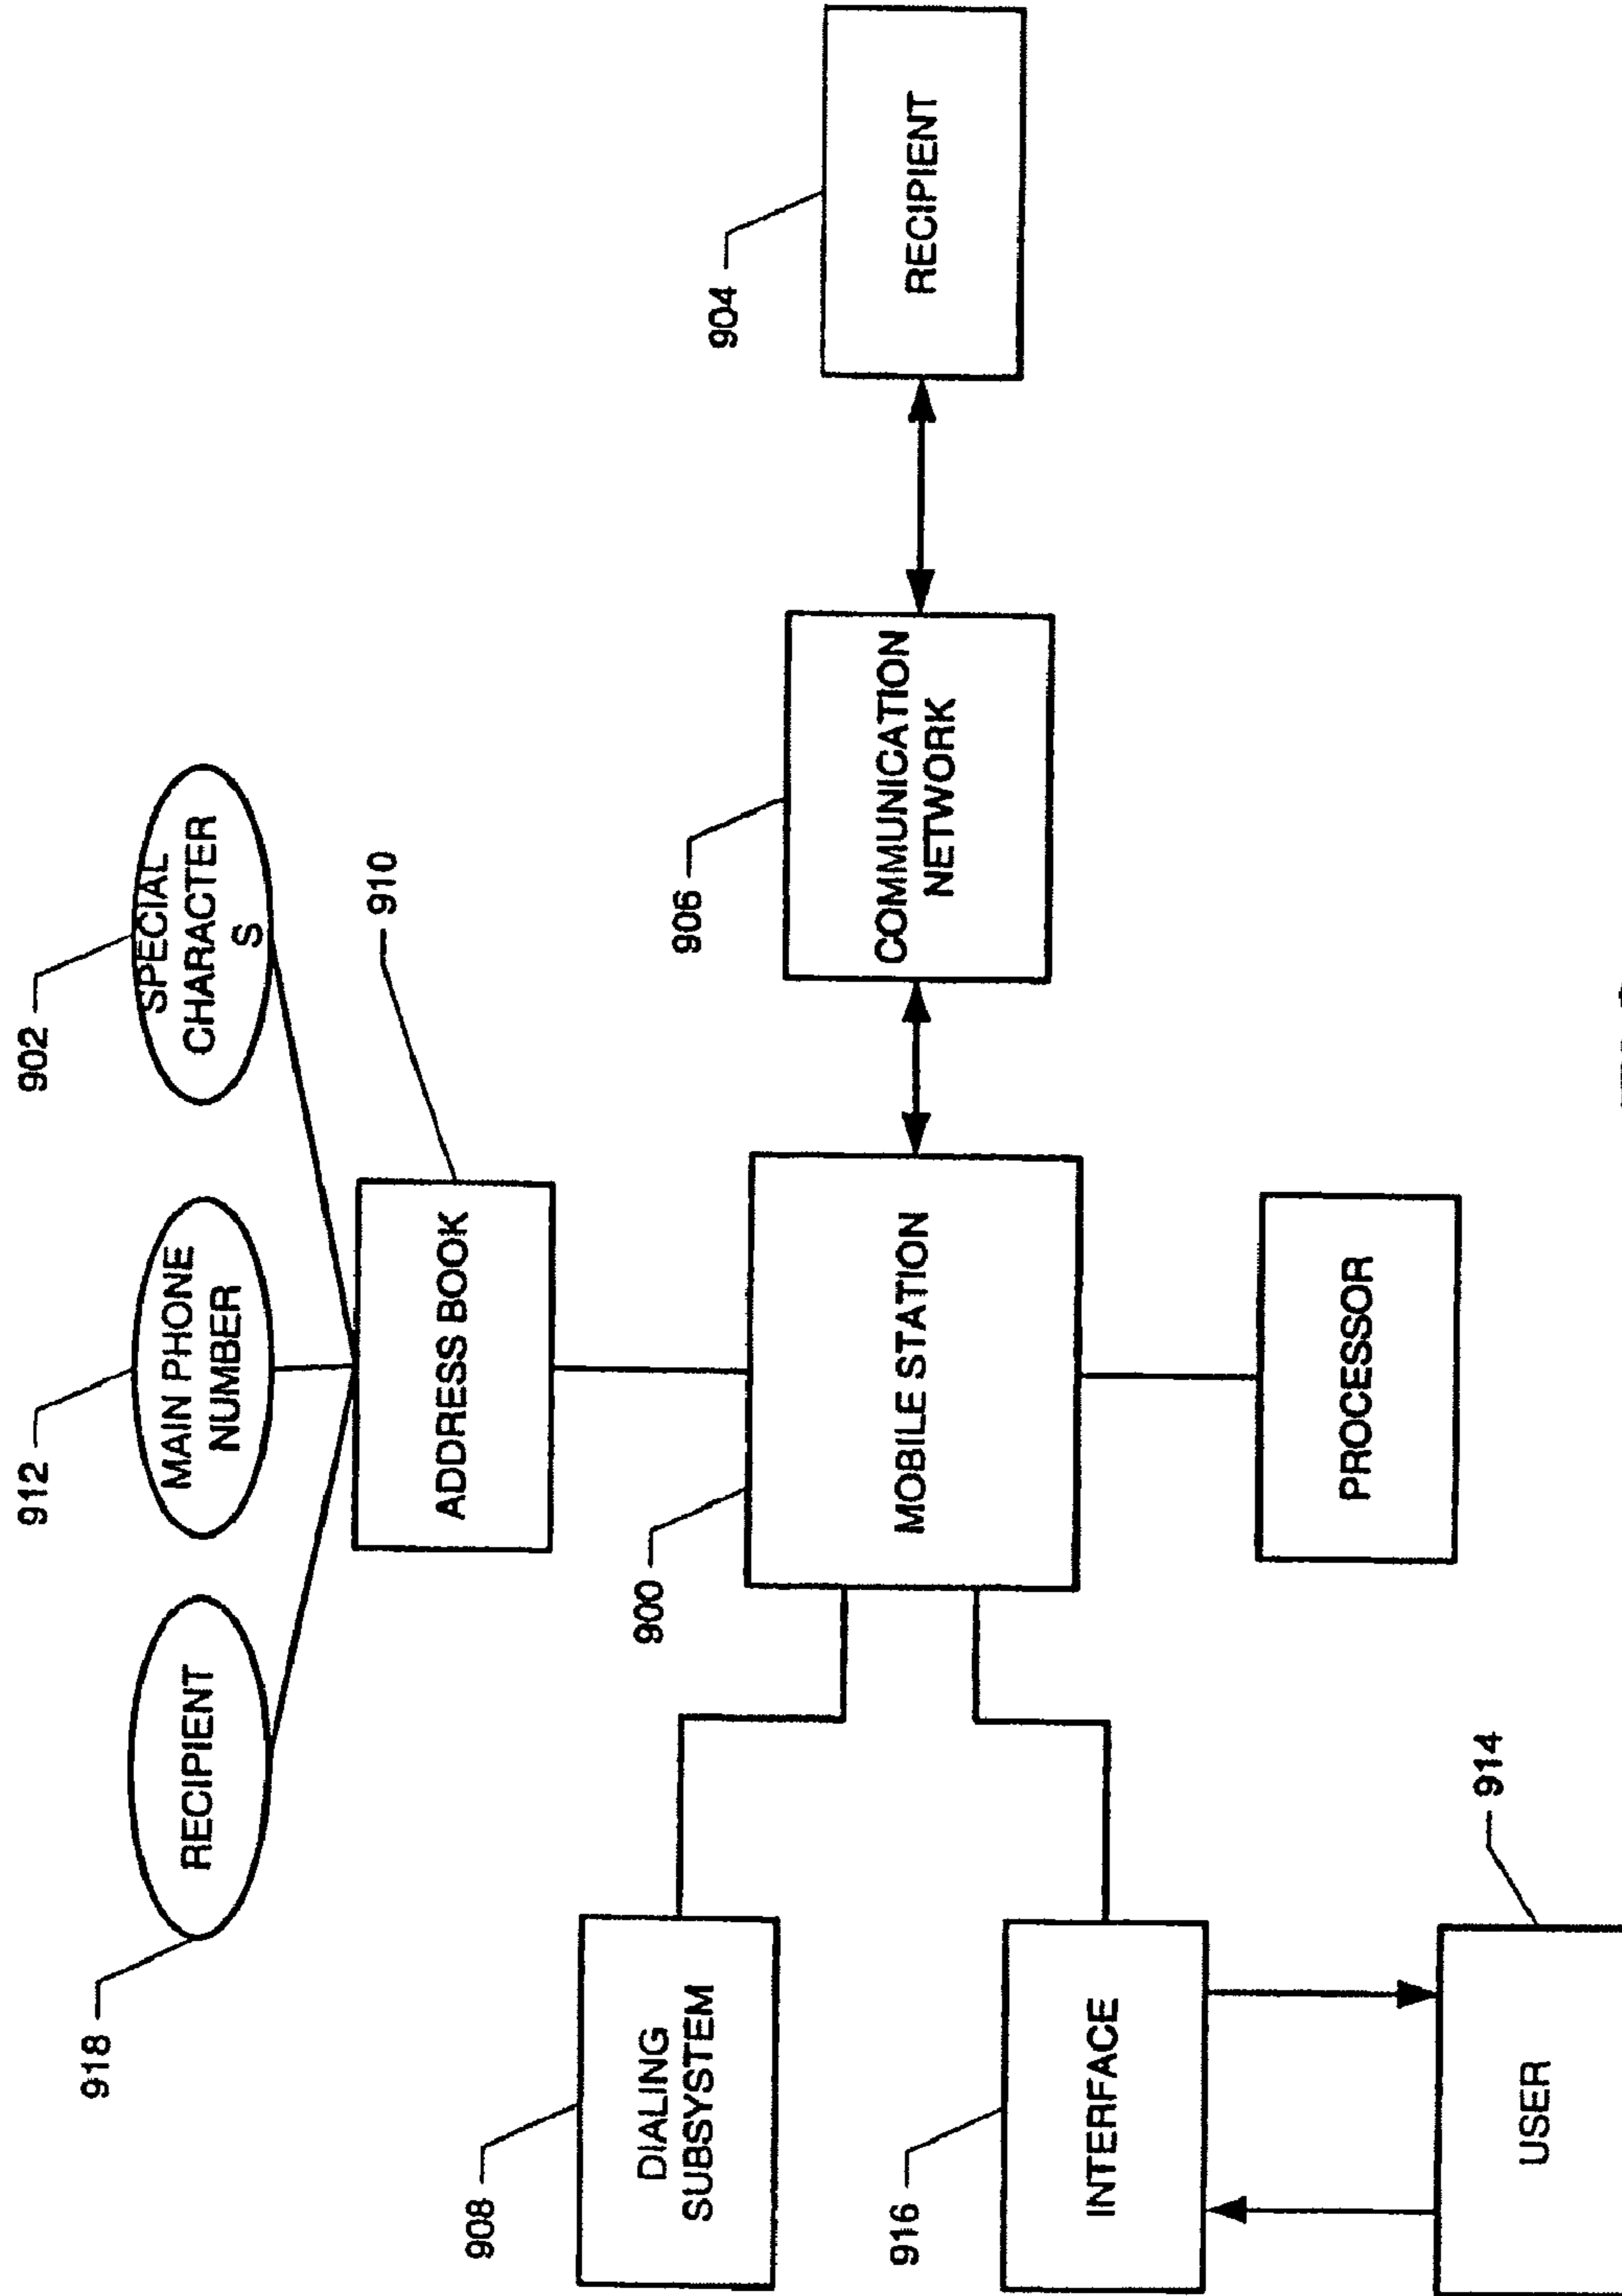 918
RECIPIENT
912
MAIN PHONE
NUMBER
902
SPECIAL
CHARACTER
S
910
ADDRESS BOOK
908
DIALING
SUBSYSTEM
900
MOBILE STATION
906
COMMUNICATION
NETWORK
904
RECIPIENT
916
INTERFACE
PROCESSOR
914
USER